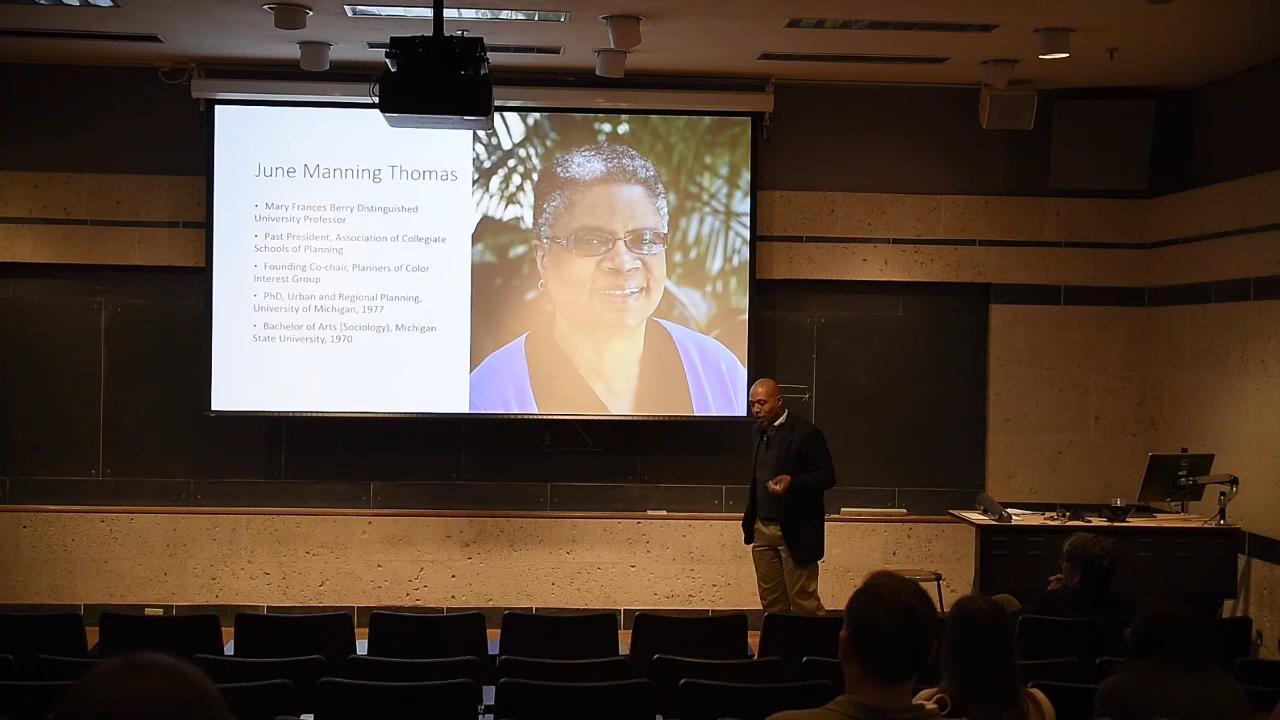 June Manning Thomas
• Mary Frances Berry Distinguished
University Professor
• Past President, Association of Collegiate
Schools of Planning
• Founding Co-chair, Planners of Color
Interest Group
• PhD, Urban and Regional Planning,
University of Michigan, 1977
• Bachelor of Arts (Sociology), Michigan
State University, 1970